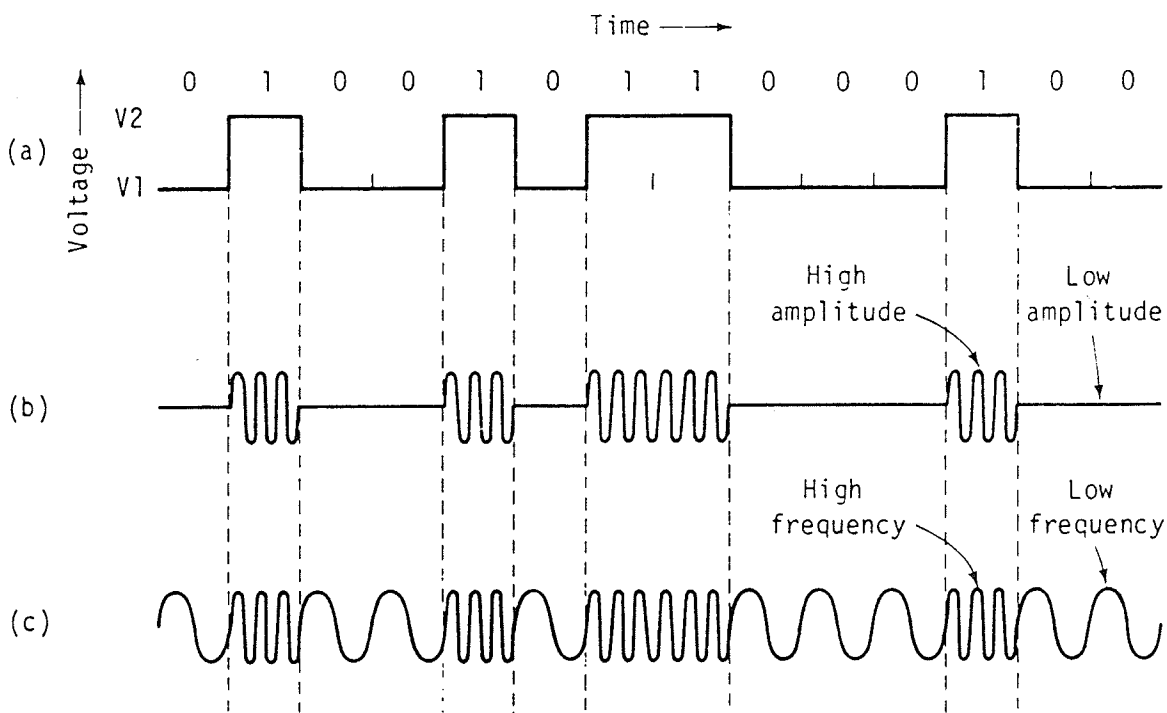 Time
0 1 0 0 1 0 1 1 0 0 0 1 0 0
V2
(a)
Voltage
V1
High
amplitude
Low
amplitude
(b)
High
frequency
Low
frequency
(c)